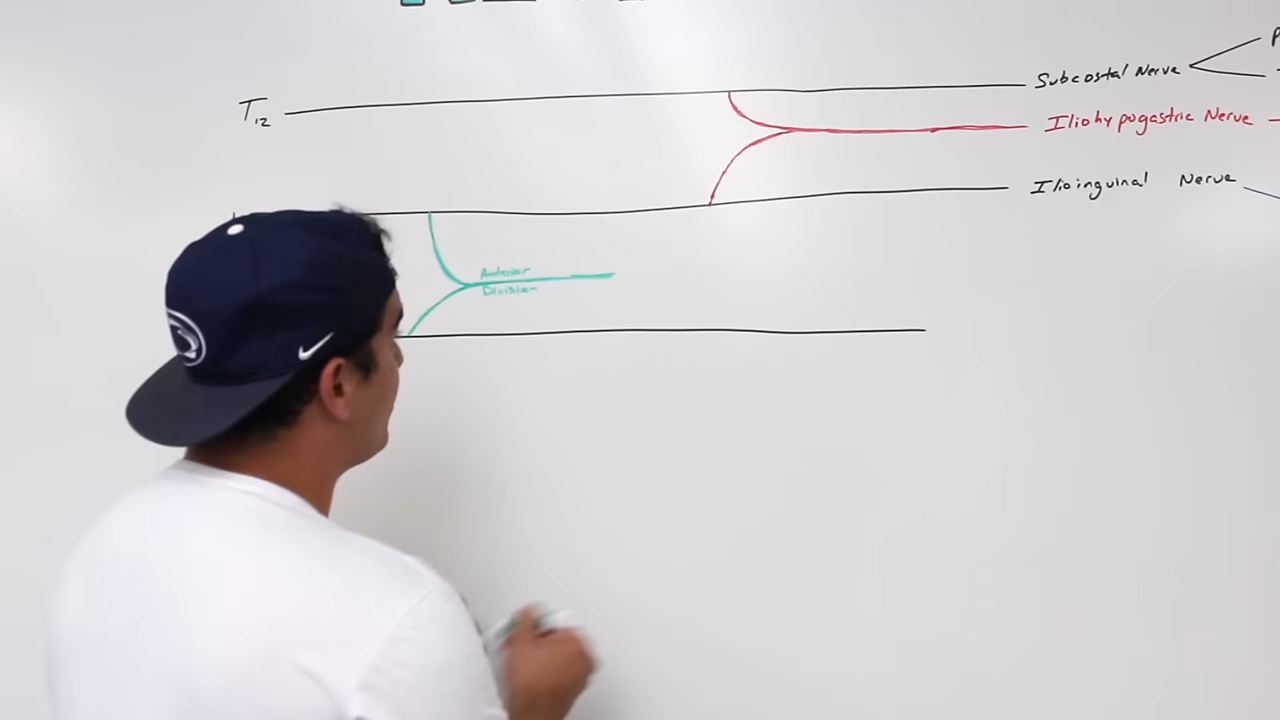 T₁₂
Subcostal Nerve
Iliohypogastric Nerve
Ilioinguinal Nerve
Anterior
Division